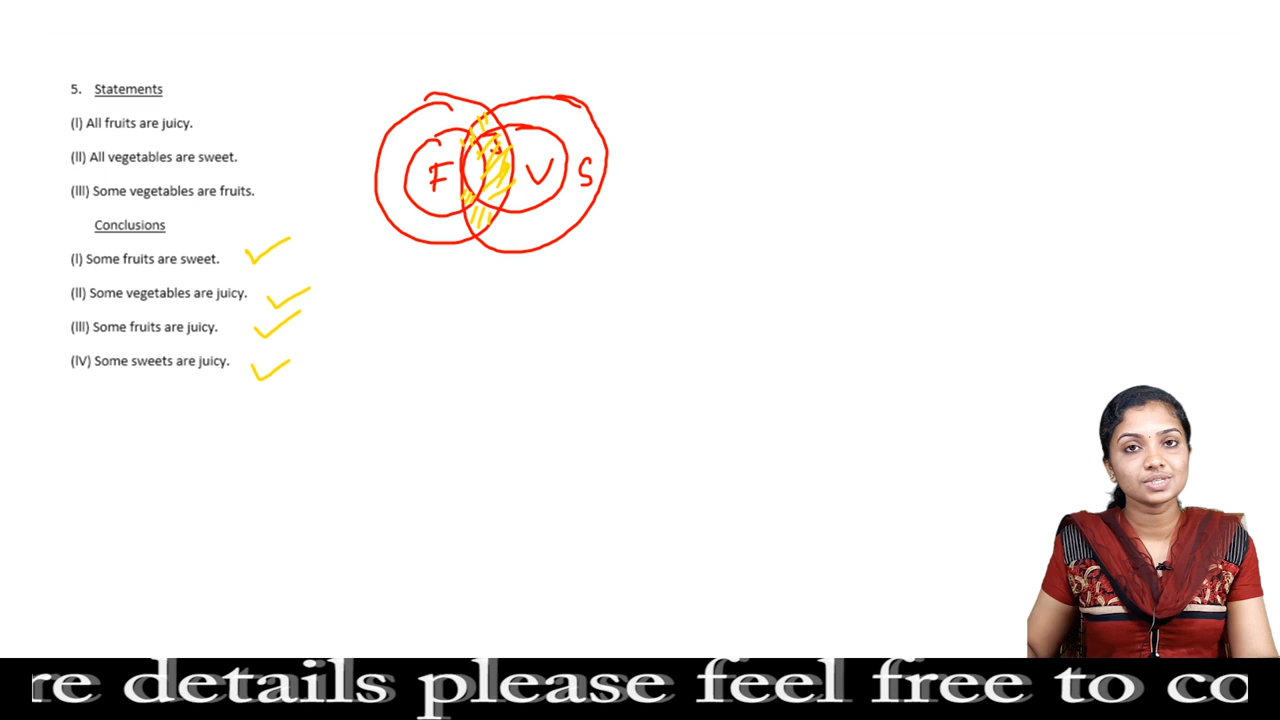 5. Statements
(I) All fruits are juicy.
(II) All vegetables are sweet.
(III) Some vegetables are fruits.
Conclusions
(I) Some fruits are sweet.
(II) Some vegetables are juicy.
(III) Some fruits are juicy.
(IV) Some sweets are juicy.
F V S
re details please feel free to co